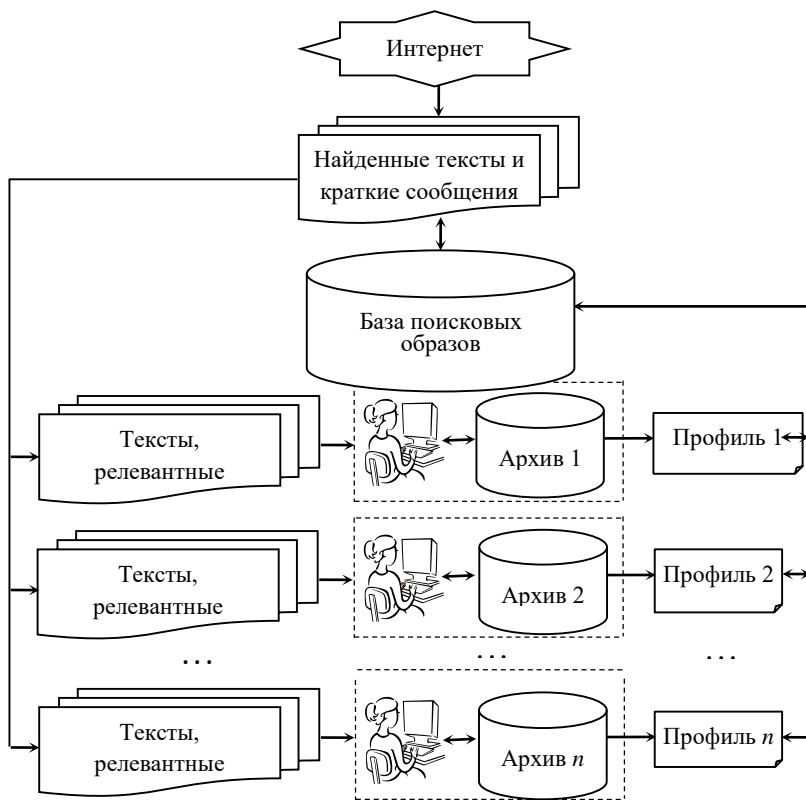 Интернет
Найденные тексты и
краткие сообщения
База поисковых
образов
Тексты,
релевантные
Архив 1
Профиль 1
Тексты,
релевантные
Архив 2
Профиль 2
...
...
...
Тексты,
релевантные
Архив n
Профиль n